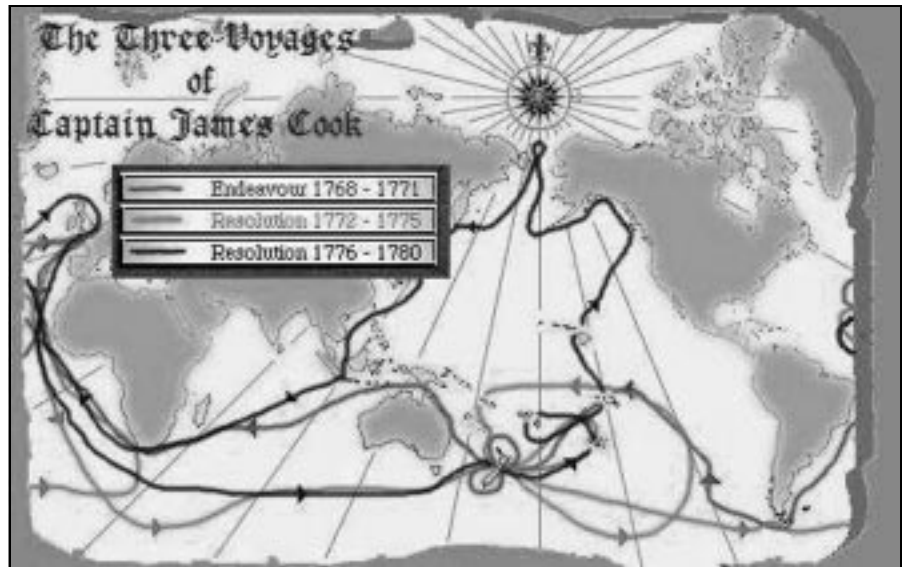 The Three Voyages
of
Captain James Cook
Endeavour 1768 - 1771
Resolution 1772 - 1775
Resolution 1776 - 1780